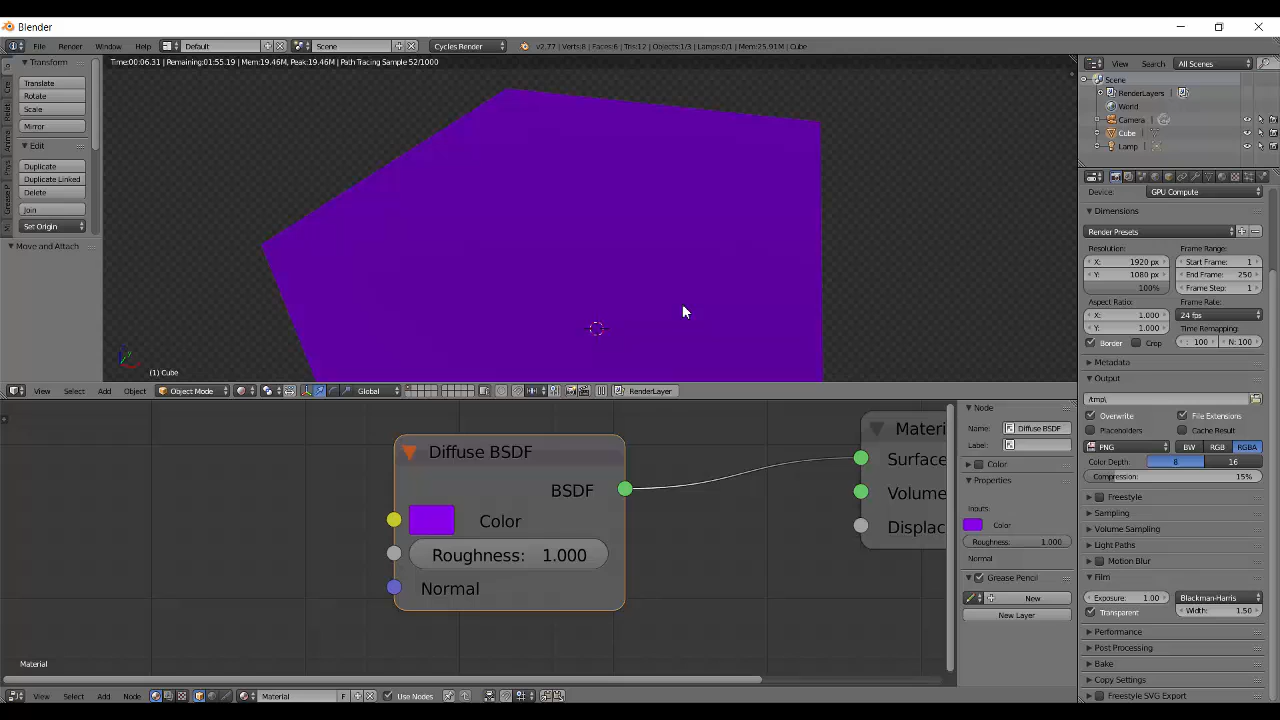 Blender
File Render Window Help Default Scene Cycles Render v2.77 | Verts:8 | Faces:6 | Tris:12 | Objects:1/3 | Lamps:0/1 | Mem:25.91M | Cube
Time:00:06.31 | Remaining:01:55.19 | Mem:19.46M, Peak:19.46M | Path Tracing Sample 52/1000
Transform
Translate
Rotate
Scale
Mirror
Edit
Duplicate
Duplicate Linked
Delete
Join
Set Origin
Move and Attach
(1) Cube
View Select Add Object Object Mode Global RenderLayer
View Search All Scenes
Scene
RenderLayers
World
Camera
Cube
Lamp
Device: GPU Compute
Dimensions
Render Presets
Resolution: Frame Range:
X: 1920 px Start Frame: 1
Y: 1080 px End Frame: 250
100% Frame Step: 1
Aspect Ratio: Frame Rate:
X: 1.000 24 fps
Y: 1.000 Time Remapping:
Border Crop : 100 N: 100
Metadata
Output
/tmp\
Overwrite File Extensions
Placeholders Cache Result
PNG BW RGB RGBA
Color Depth: 8 16
Compression: 15%
Freestyle
Sampling
Volume Sampling
Light Paths
Motion Blur
Film
Exposure: 1.00 Blackman-Harris
Transparent Width: 1.50
Performance
Post Processing
Bake
Copy Settings
Freestyle SVG Export
Diffuse BSDF
BSDF
Color
Roughness: 1.000
Normal
Materi
Surface
Volume
Displac
Node
Name: Diffuse BSDF
Label:
Color
Properties
Inputs:
Color
Roughness: 1.000
Normal
Grease Pencil
New
New Layer
Material
View Select Add Node Material F Use Nodes